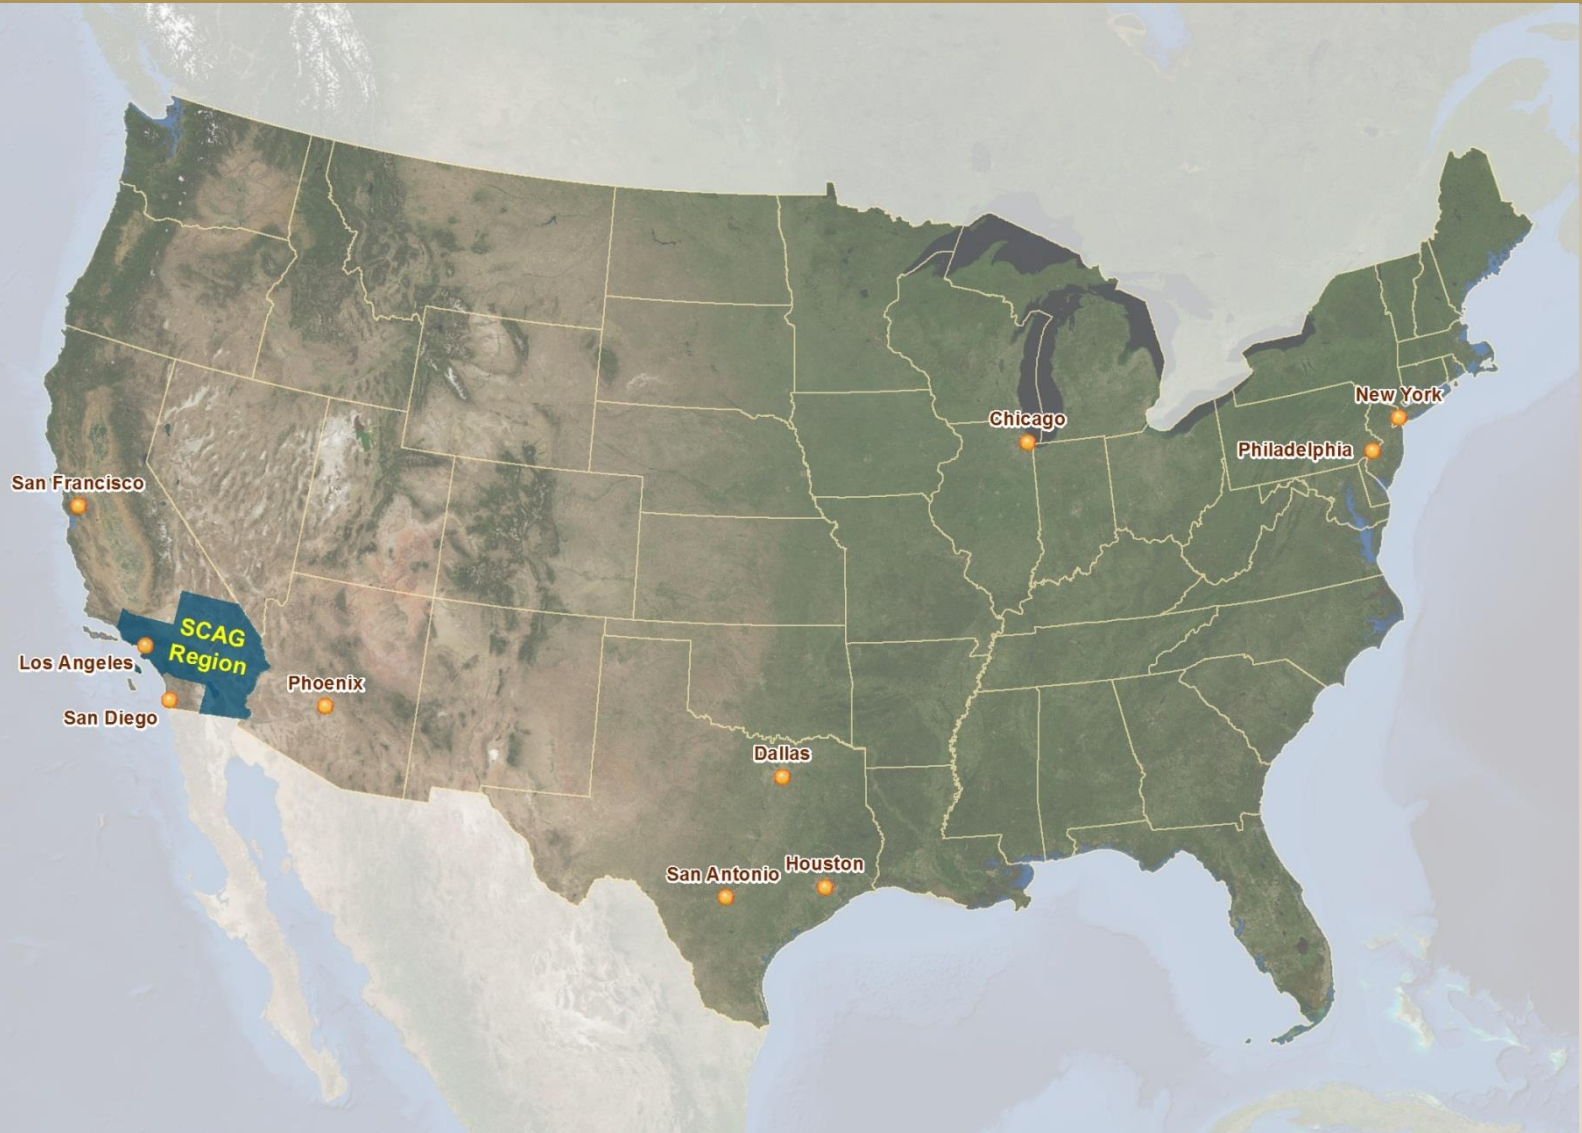 New York
Chicago
Philadelphia
San Francisco
SCAG
Region
Los Angeles
Phoenix
San Diego
Dallas
San Antonio
Houston